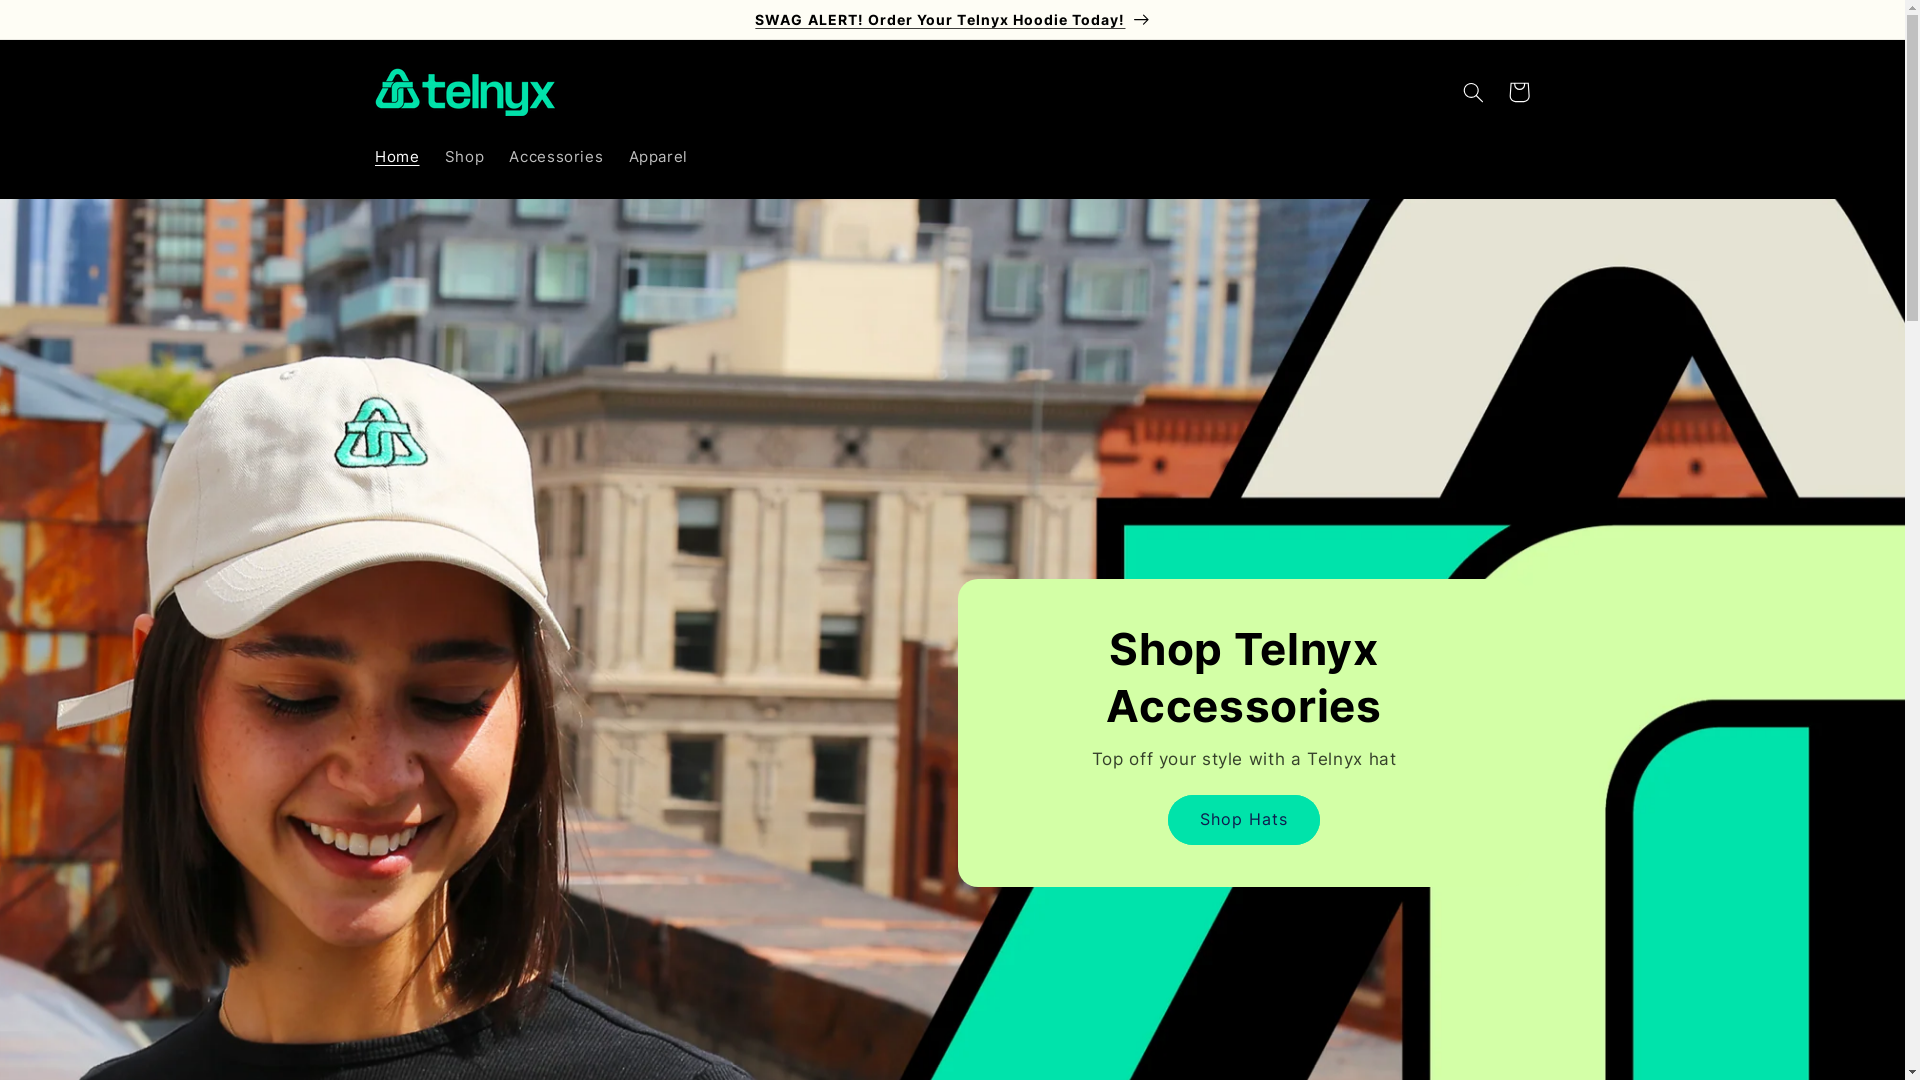 SWAG ALERT! Order Your Telnyx Hoodie Today!
telnyx
Home
Shop
Accessories
Apparel
Shop Telnyx
Accessories
Top off your style with a Telnyx hat
Shop Hats